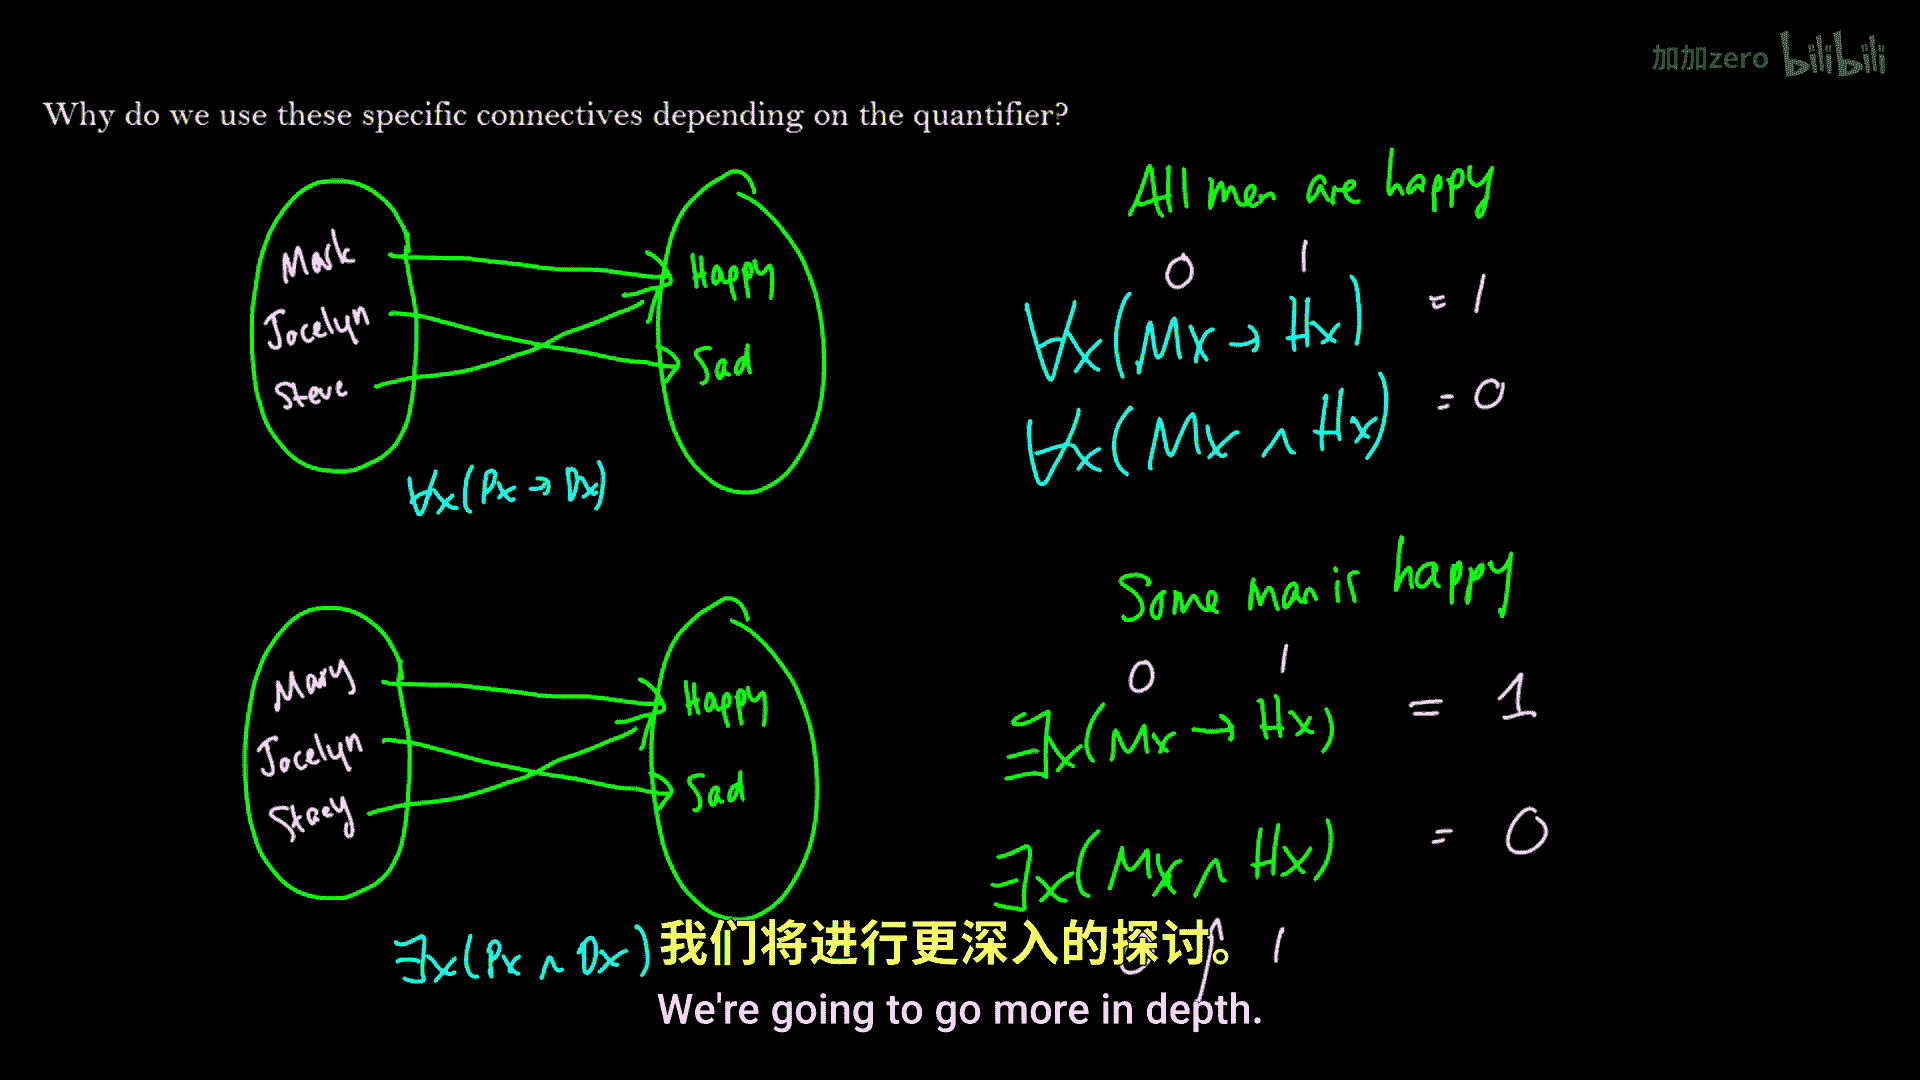 加加zero bilibili
Why do we use these specific connectives depending on the quantifier?
Mark
Jocelyn
Steve
Happy
Sad
∀x(Px → Dx)
All men are happy
0 1
∀x(Mx → Hx) = 1
∀x(Mx ∧ Hx) = 0
Mary
Jocelyn
Stacy
Happy
Sad
∃x(Px ∧ Dx)
Some man is happy
0 1
∃x(Mx → Hx) = 1
∃x(Mx ∧ Hx) = 0
0 1
我们将进行更深入的探讨。
We're going to go more in depth.